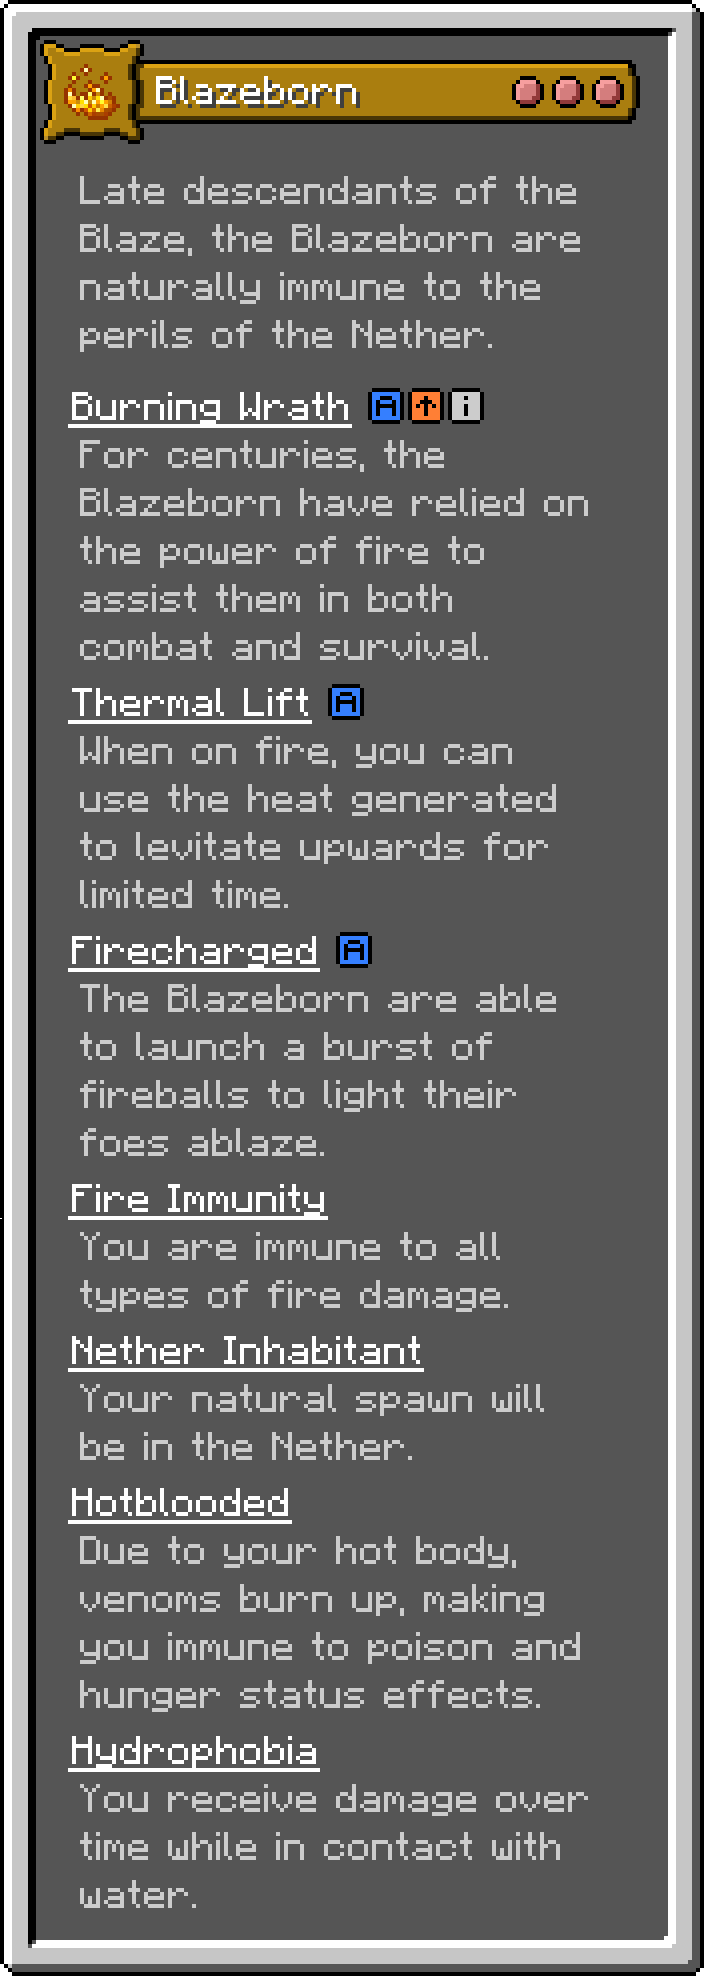 Blazeborn
Late descendants of the
Blaze, the Blazeborn are
naturally immune to the
perils of the Nether.
Burning Wrath A ↑ i
For centuries, the
Blazeborn have relied on
the power of fire to
assist them in both
combat and survival.
Thermal Lift A
When on fire, you can
use the heat generated
to levitate upwards for
limited time.
Firecharged A
The Blazeborn are able
to launch a burst of
fireballs to light their
foes ablaze.
Fire Immunity
You are immune to all
types of fire damage.
Nether Inhabitant
Your natural spawn will
be in the Nether.
Hotblooded
Due to your hot body,
venoms burn up, making
you immune to poison and
hunger status effects.
Hydrophobia
You receive damage over
time while in contact with
water.